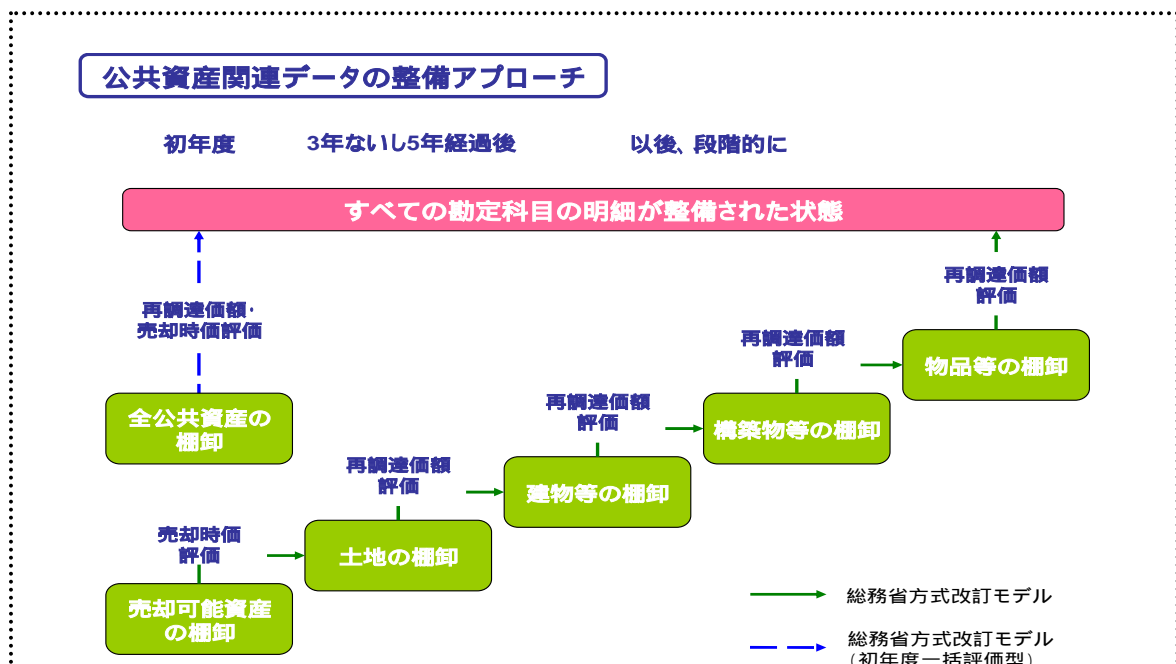 公共資産関連データの整備アプローチ
初年度
3年ないし5年経過後
以後、段階的に
すべての勘定科目の明細が整備された状態
再調達価額
評価
再調達価額・
売却時価評価
物品等の棚卸
再調達価額
評価
全公共資産の
棚卸
再調達価額
評価
構築物等の棚卸
再調達価額
評価
建物等の棚卸
売却時価
評価
土地の棚卸
売却可能資産
の棚卸
総務省方式改訂モデル
総務省方式改訂モデル
(初年度一括評価型)